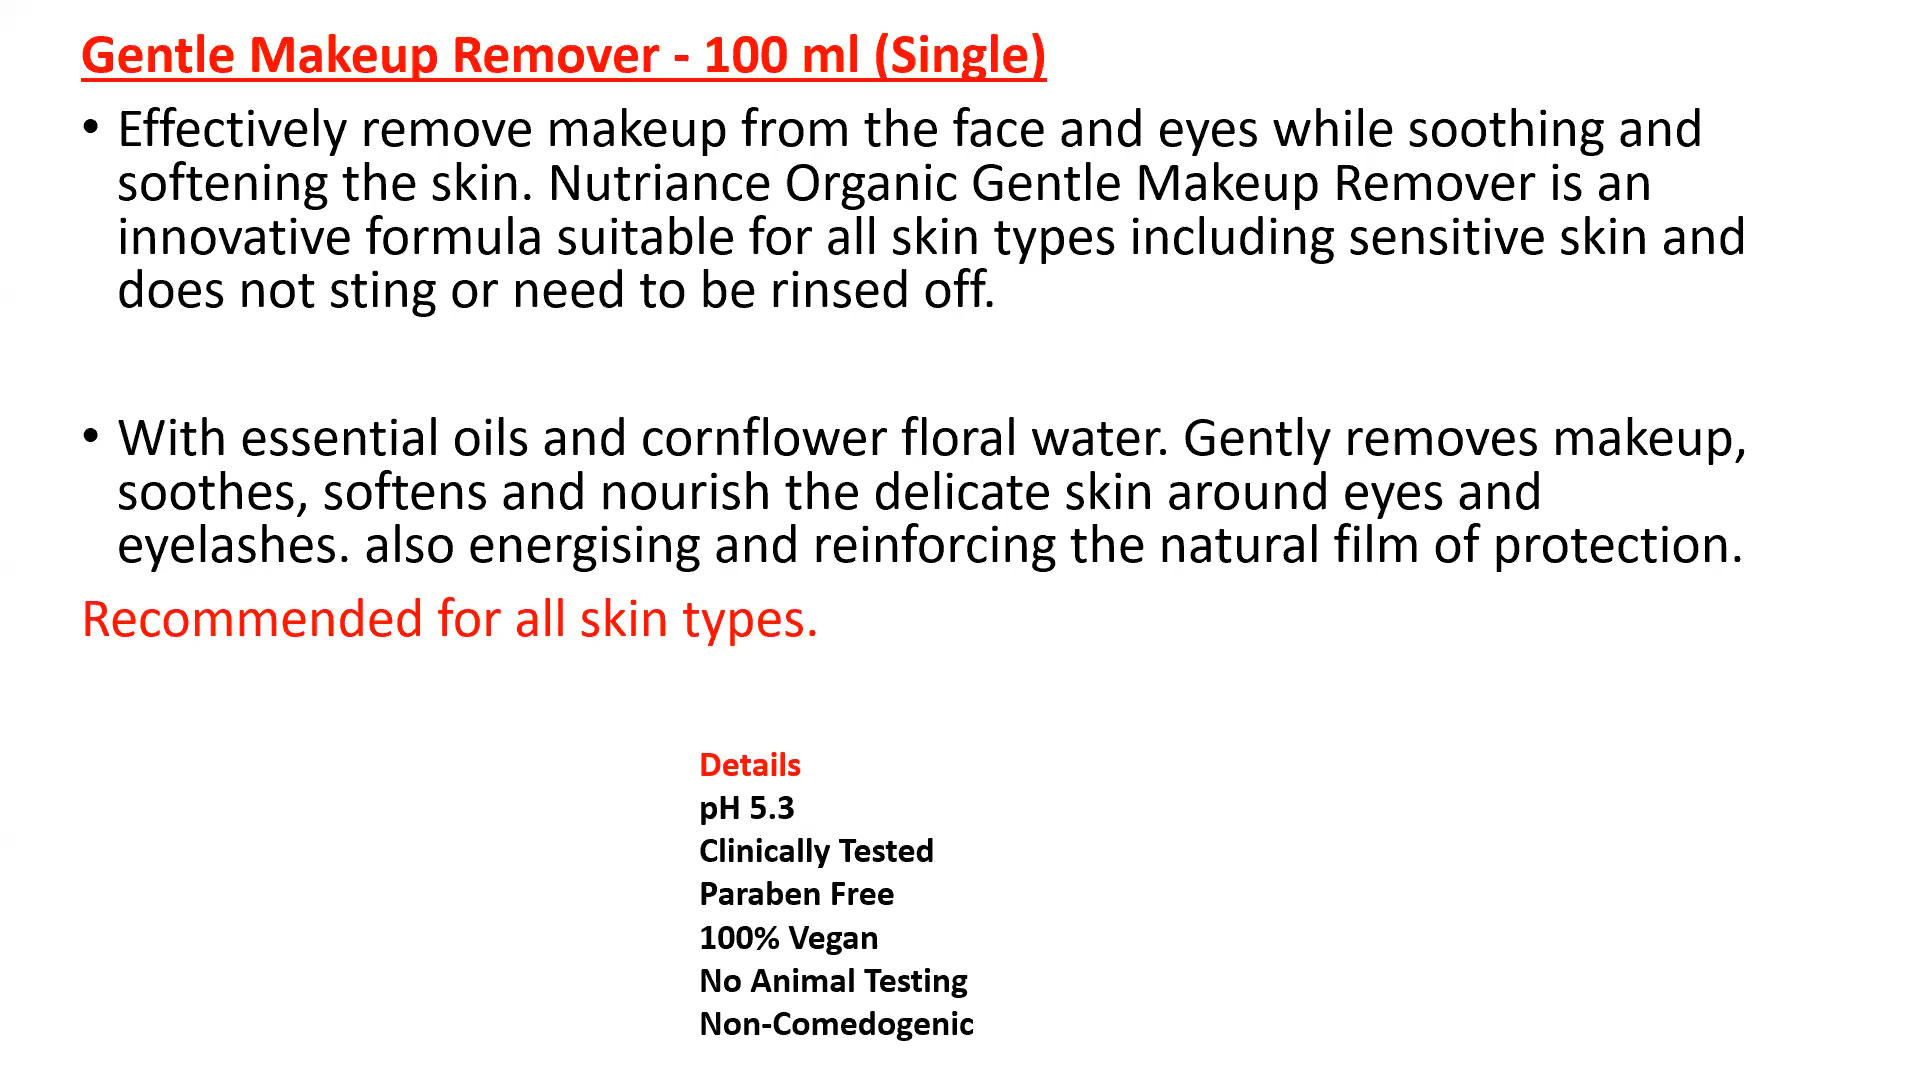 Gentle Makeup Remover - 100 ml (Single)
• Effectively remove makeup from the face and eyes while soothing and
softening the skin. Nutriance Organic Gentle Makeup Remover is an
innovative formula suitable for all skin types including sensitive skin and
does not sting or need to be rinsed off.
• With essential oils and cornflower floral water. Gently removes makeup,
soothes, softens and nourish the delicate skin around eyes and
eyelashes. also energising and reinforcing the natural film of protection.
Recommended for all skin types.
Details
pH 5.3
Clinically Tested
Paraben Free
100% Vegan
No Animal Testing
Non-Comedogenic